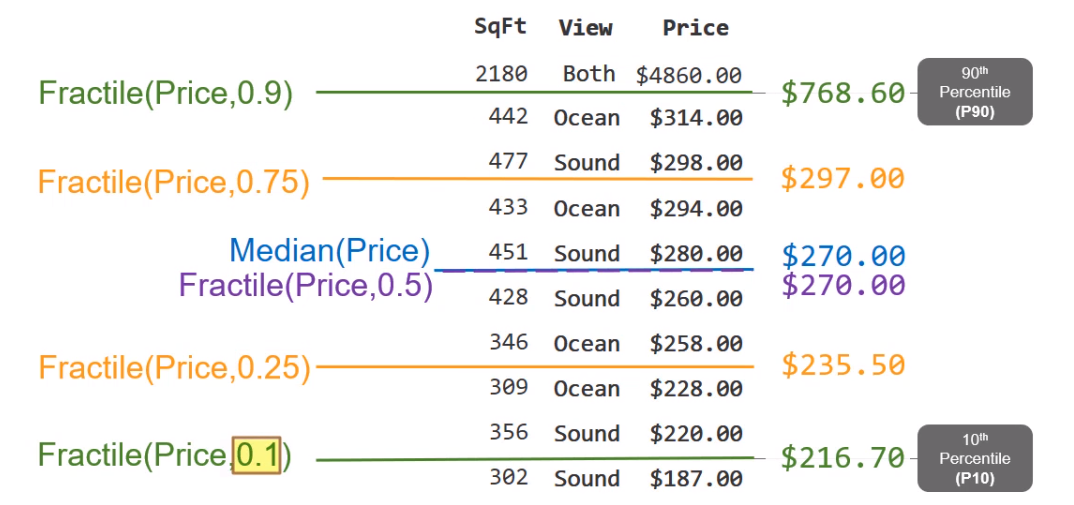 SqFt View Price
2180 Both $4860.00
Fractile(Price,0.9) $768.60 90th
Percentile
(P90)
442 Ocean $314.00
477 Sound $298.00
Fractile(Price,0.75) $297.00
433 Ocean $294.00
Median(Price) 451 Sound $280.00 $270.00
Fractile(Price,0.5) $270.00
428 Sound $260.00
346 Ocean $258.00
Fractile(Price,0.25) $235.50
309 Ocean $228.00
356 Sound $220.00
Fractile(Price,0.1) $216.70 10th
Percentile
(P10)
302 Sound $187.00